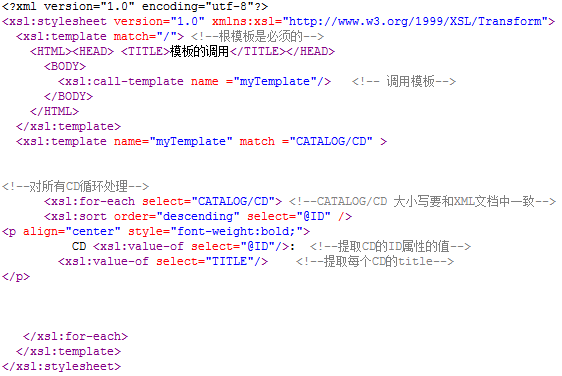 <?xml version="1.0" encoding="utf-8"?>
<xsl:stylesheet version="1.0" xmlns:xsl="http://www.w3.org/1999/XSL/Transform">
<xsl:template match="/"> <!--根模板是必须的-->
<HTML><HEAD> <TITLE>模板的调用</TITLE></HEAD>
<BODY>
<xsl:call-template name ="myTemplate"/> <!-- 调用模板-->
</BODY>
</HTML>
</xsl:template>
<xsl:template name="myTemplate" match ="CATALOG/CD" >
<!--对所有CD循环处理-->
<xsl:for-each select="CATALOG/CD"> <!--CATALOG/CD 大小写要和XML文档中一致-->
<xsl:sort order="descending" select="@ID" />
<p align="center" style="font-weight:bold;">
CD <xsl:value-of select="@ID"/>: <!--提取CD的ID属性的值-->
<xsl:value-of select="TITLE"/> <!--提取每个CD的title-->
</p>
</xsl:for-each>
</xsl:template>
</xsl:stylesheet>